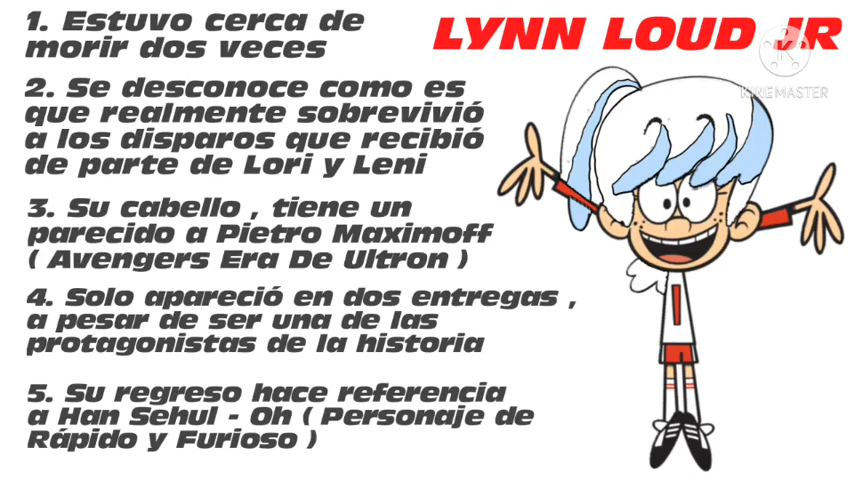 LYNN LOUD JR
KINEMASTER
1. Estuvo cerca de
morir dos veces
2. Se desconoce como es
que realmente sobrevivió
a los disparos que recibió
de parte de Lori y Leni
3. Su cabello , tiene un
parecido a Pietro Maximoff
( Avengers Era De Ultron )
4. Solo apareció en dos entregas ,
a pesar de ser una de las
protagonistas de la historia
5. Su regreso hace referencia
a Han Sehul - Oh ( Personaje de
Rápido y Furioso )
1